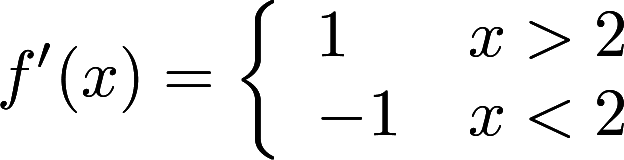 f′(x) = { 1 x > 2
−1 x < 2